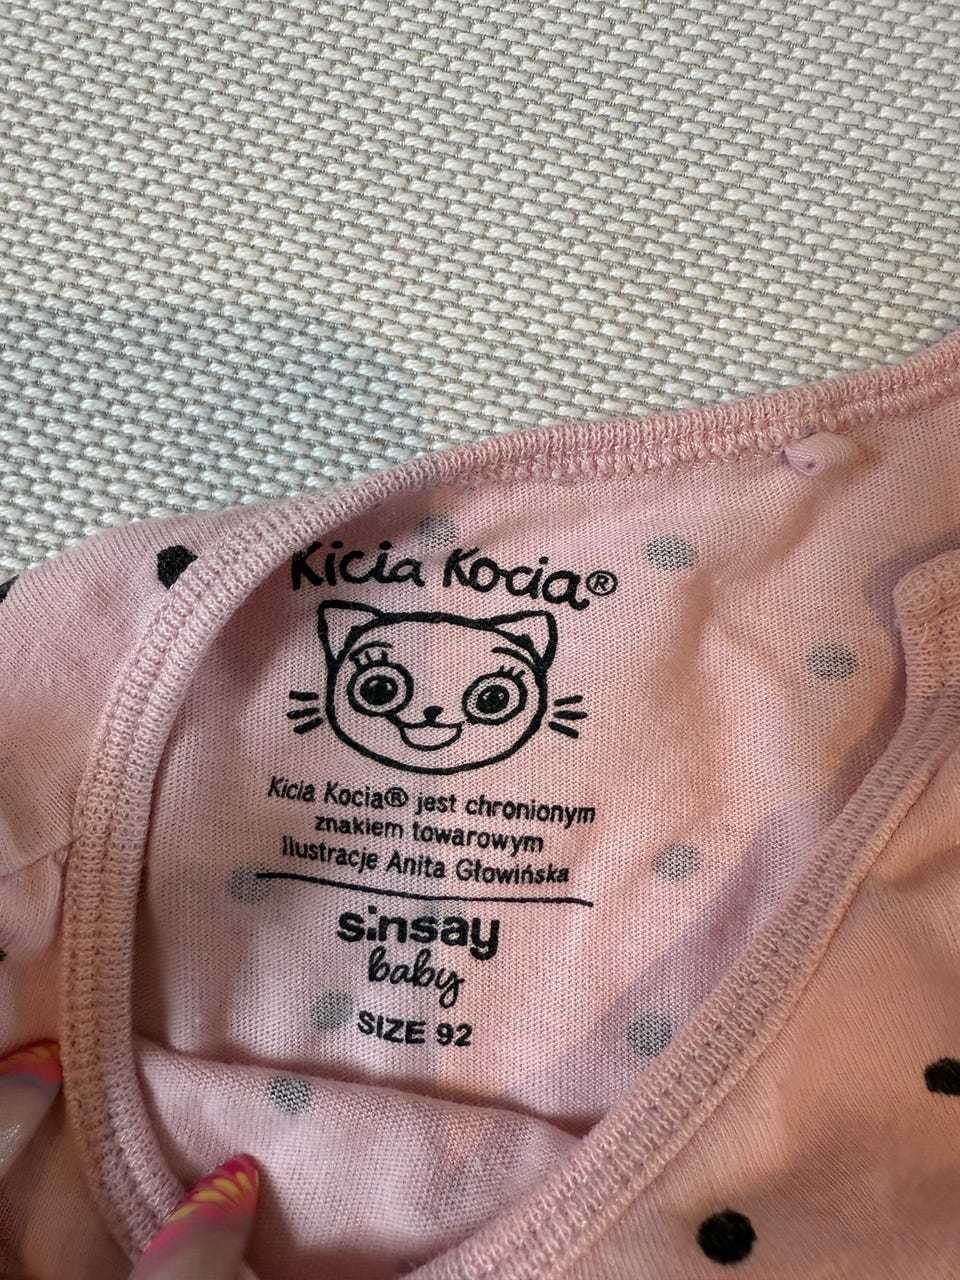 Kicia Kocia®
Kicia Kocia® jest chronionym
znakiem towarowym
Ilustracje Anita Głowińska
sinsay
baby
SIZE 92